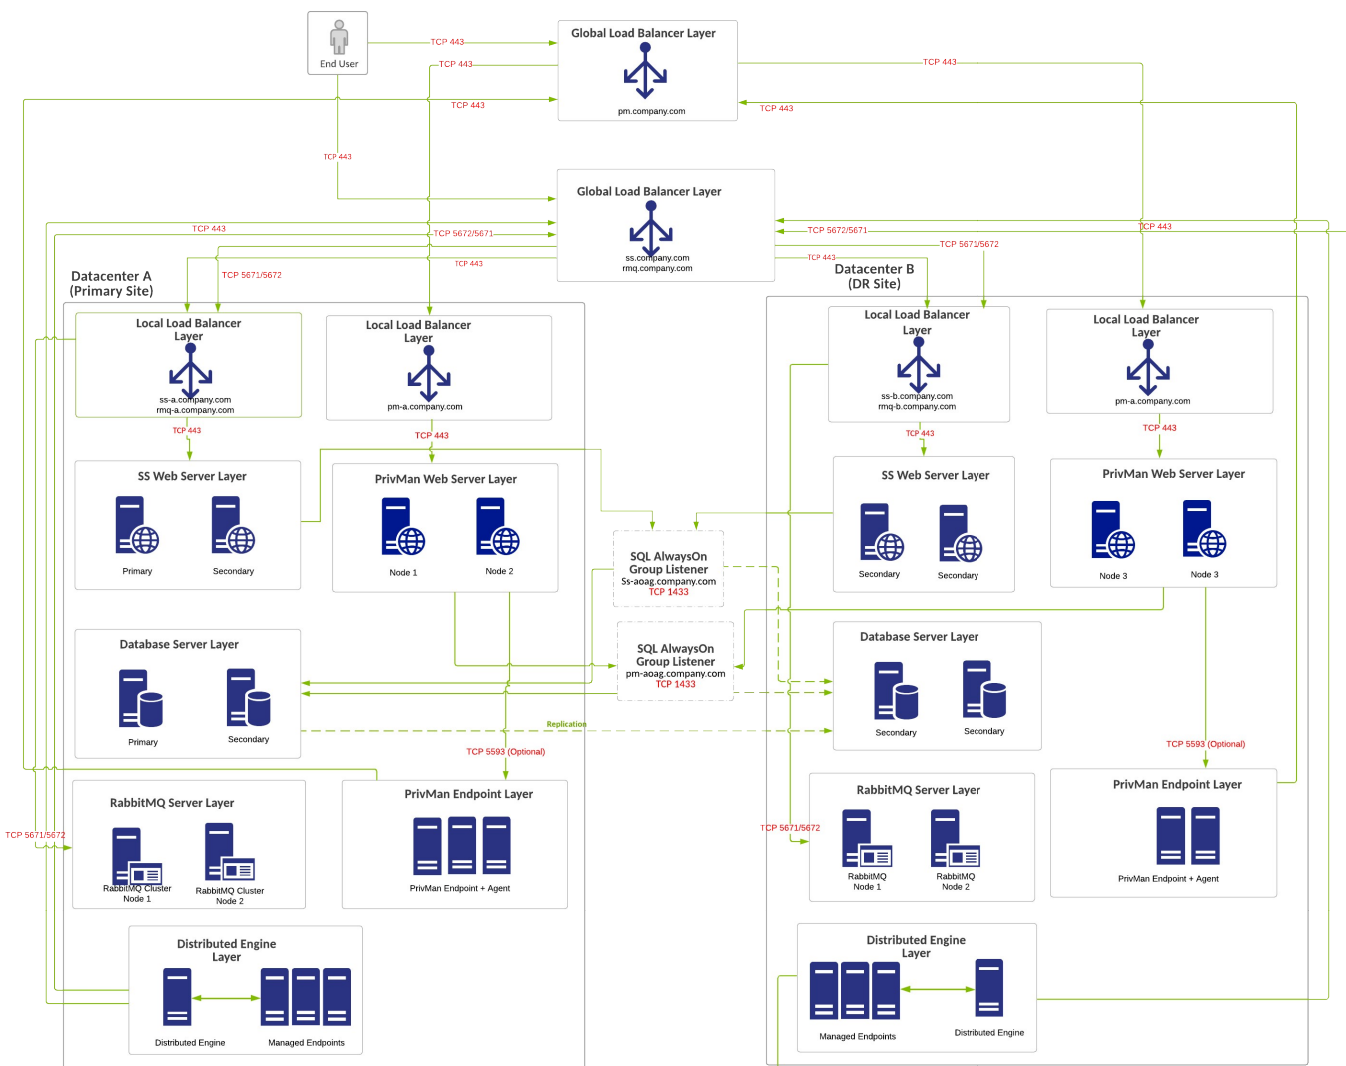 End User
TCP 443
TCP 443
TCP 443
Global Load Balancer Layer
pm.company.com
TCP 443
TCP 443
TCP 443
Global Load Balancer Layer
ss.company.com
rmq.company.com
TCP 443
TCP 5672/5671
TCP 5671/5672
TCP 443
TCP 5672/5671
TCP 443
TCP 5671/5672
TCP 443
Datacenter A
(Primary Site)
Datacenter B
(DR Site)
Local Load Balancer
Layer
ss-a.company.com
rmq-a.company.com
TCP 443
Local Load Balancer
Layer
pm-a.company.com
TCP 443
Local Load Balancer
Layer
ss-b.company.com
rmq-b.company.com
TCP 443
Local Load Balancer
Layer
pm-a.company.com
TCP 443
SS Web Server Layer
Primary
Secondary
PrivMan Web Server Layer
Node 1
Node 2
SQL AlwaysOn
Group Listener
Ss-aoag.company.com
TCP 1433
SS Web Server Layer
Secondary
Secondary
PrivMan Web Server Layer
Node 3
Node 3
Database Server Layer
Primary
Secondary
SQL AlwaysOn
Group Listener
pm-aoag.company.com
TCP 1433
Replication
Database Server Layer
Secondary
Secondary
TCP 5593 (Optional)
TCP 5593 (Optional)
RabbitMQ Server Layer
TCP 5671/5672
RabbitMQ Cluster
Node 1
RabbitMQ Cluster
Node 2
PrivMan Endpoint Layer
PrivMan Endpoint + Agent
RabbitMQ Server Layer
TCP 5671/5672
RabbitMQ
Node 1
RabbitMQ
Node 2
PrivMan Endpoint Layer
PrivMan Endpoint + Agent
Distributed Engine
Layer
Distributed Engine
Managed Endpoints
Distributed Engine
Layer
Managed Endpoints
Distributed Engine